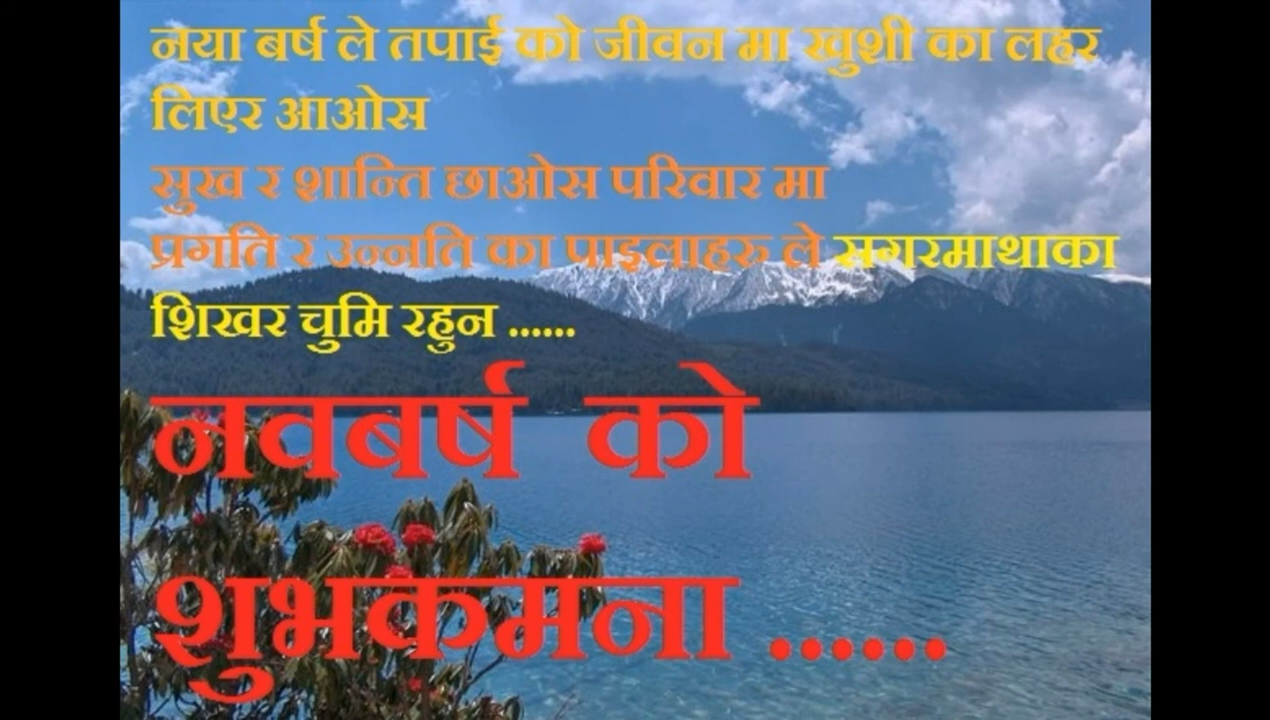 नया बर्ष ले तपाई को जीवन मा खुशी का लहर
लिएर आओस
सुख र शान्ति छाओस परिवार मा
प्रगति र उन्नति का पाइलाहरु ले सगरमाथाका
शिखर चुमि रहुन ......
नवबर्ष को
शुभकमना ......